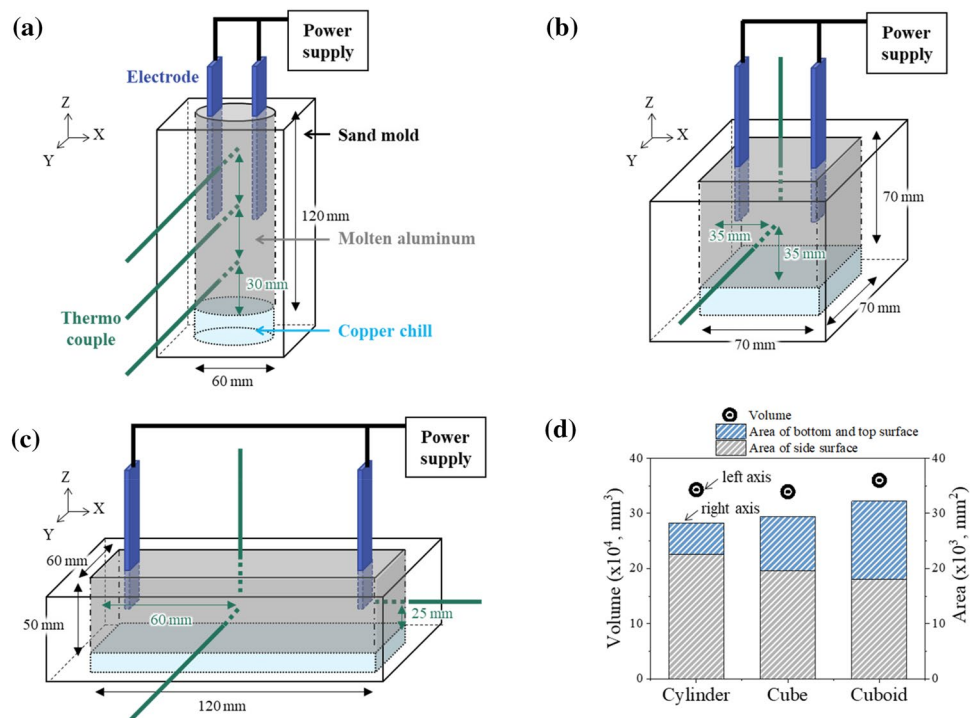 (a)
Power
supply
Electrode
Z
X
Y
Sand mold
120 mm
Molten aluminum
30 mm
Thermo
couple
Copper chill
60 mm
(b)
Power
supply
Z
X
Y
70 mm
35 mm
35 mm
70 mm
70 mm
(c)
Power
supply
Z
X
Y
60 mm
50 mm
60 mm
25 mm
120 mm
(d)
Volume
Area of bottom and top surface
Area of side surface
40
30
20
10
0
Volume (x10⁴, mm³)
left axis
right axis
40
30
20
10
0
Area (x10³, mm²)
Cylinder Cube Cuboid